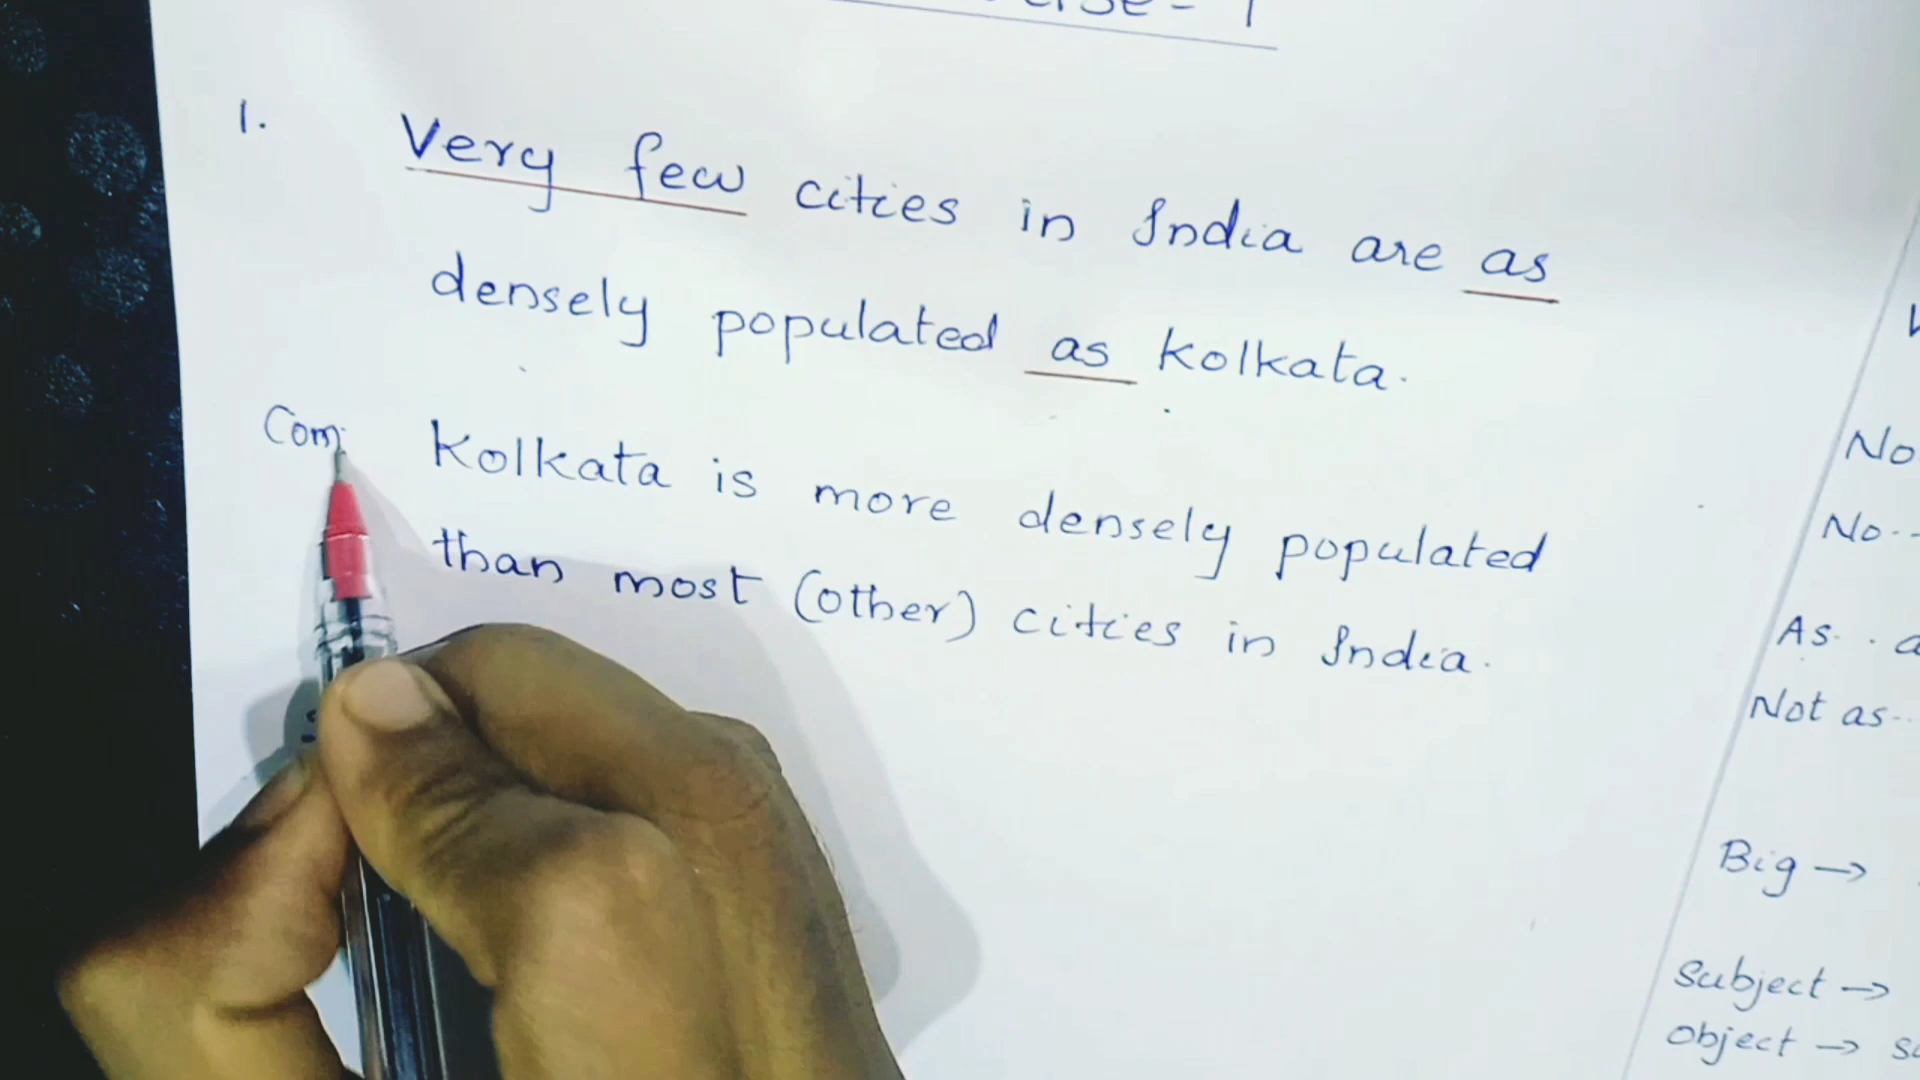 1. Very few cities in India are as
densely populated as Kolkata.
Com. Kolkata is more densely populated
than most (other) cities in India.
No
No..
As.. a
Not as..
Big →
Subject →
Object →